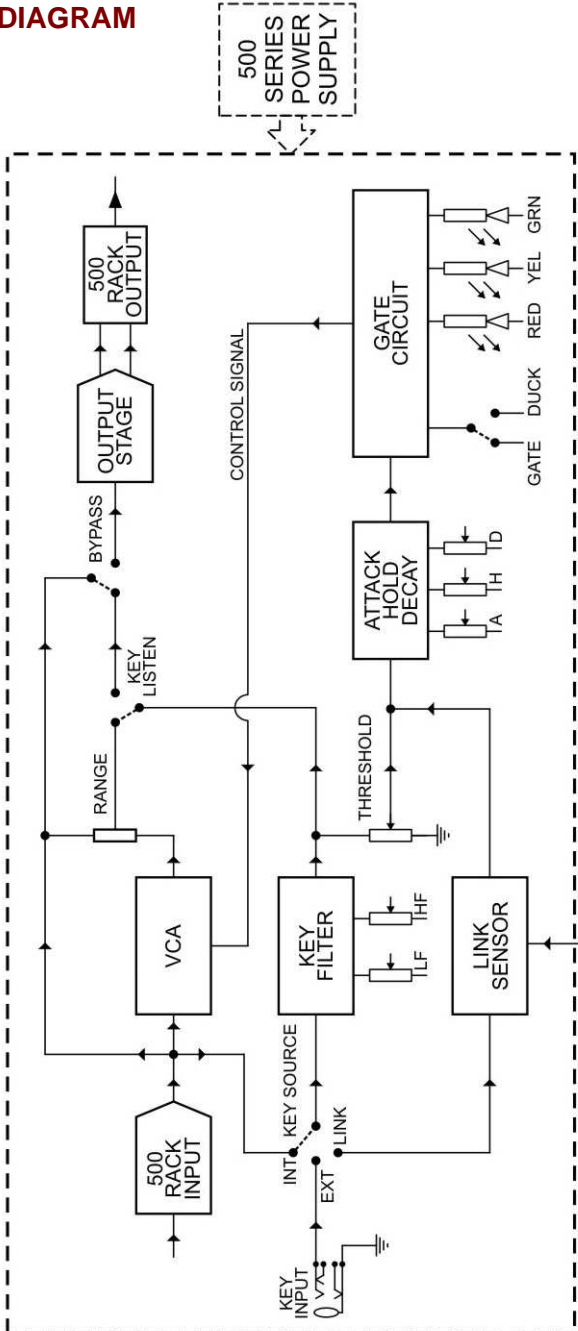 DIAGRAM
500
SERIES
POWER
SUPPLY
500
RACK
INPUT
VCA
RANGE
KEY
LISTEN
BYPASS
OUTPUT
STAGE
500
RACK
OUTPUT
CONTROL SIGNAL
KEY
INPUT
INT
EXT
LINK
KEY SOURCE
KEY
FILTER
LF
HF
THRESHOLD
LINK
SENSOR
ATTACK
HOLD
DECAY
A
H
D
GATE
CIRCUIT
GATE
DUCK
RED
YEL
GRN